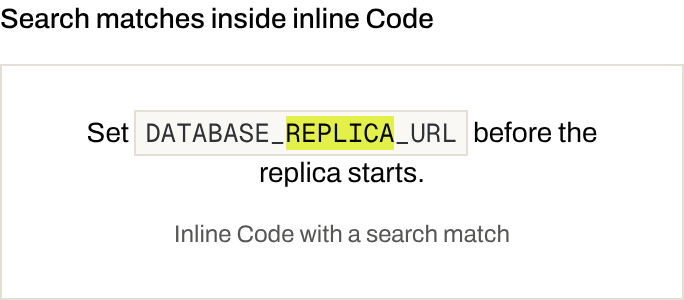 Search matches inside inline Code
Set DATABASE_REPLICA_URL before the
replica starts.
Inline Code with a search match